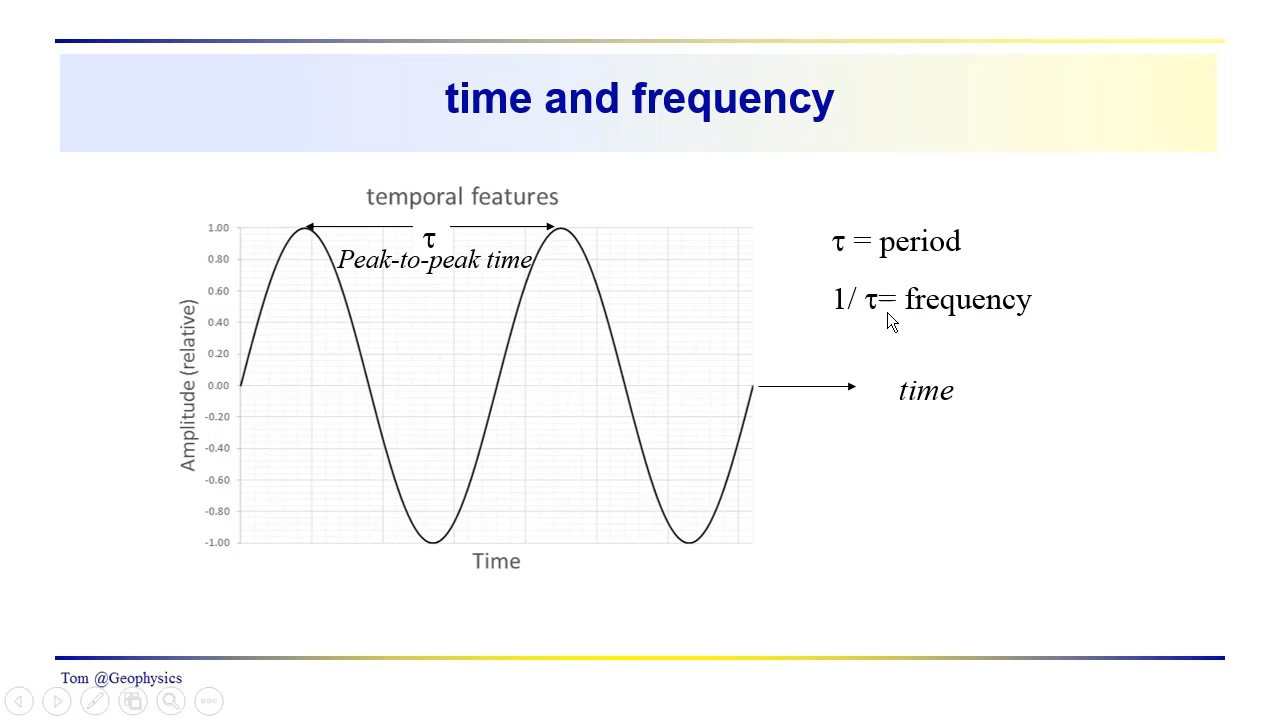 time and frequency
temporal features
τ
Peak-to-peak time
1.00
0.80
0.60
0.40
0.20
0.00
-0.20
-0.40
-0.60
-0.80
-1.00
Amplitude (relative)
Time
τ = period
1/ τ= frequency
time
Tom @Geophysics